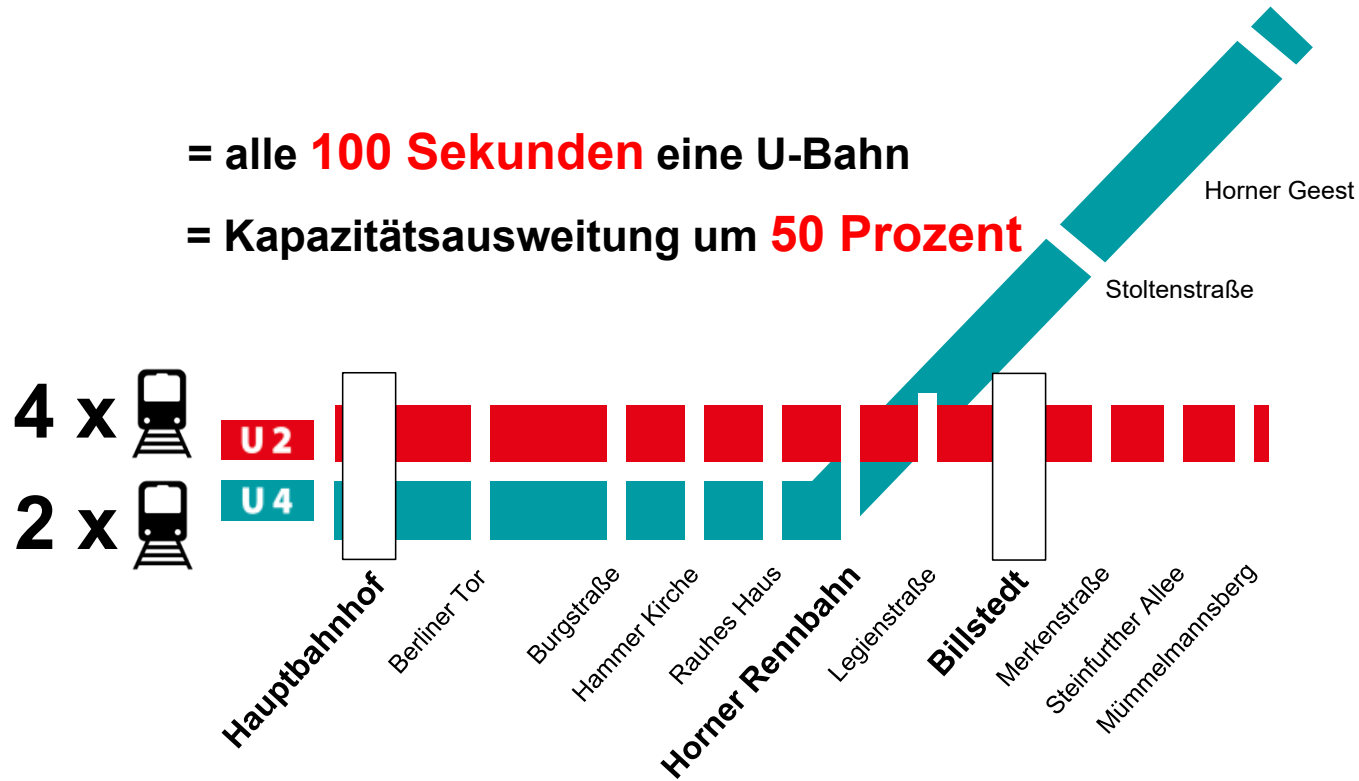 = alle 100 Sekunden eine U-Bahn
= Kapazitätsausweitung um 50 Prozent
Horner Geest
Stoltenstraße
4 x
U 2
2 x
U 4
Hauptbahnhof
Berliner Tor
Burgstraße
Hammer Kirche
Rauhes Haus
Horner Rennbahn
Legienstraße
Billstedt
Merkenstraße
Steinfurther Allee
Mümmelmannsberg